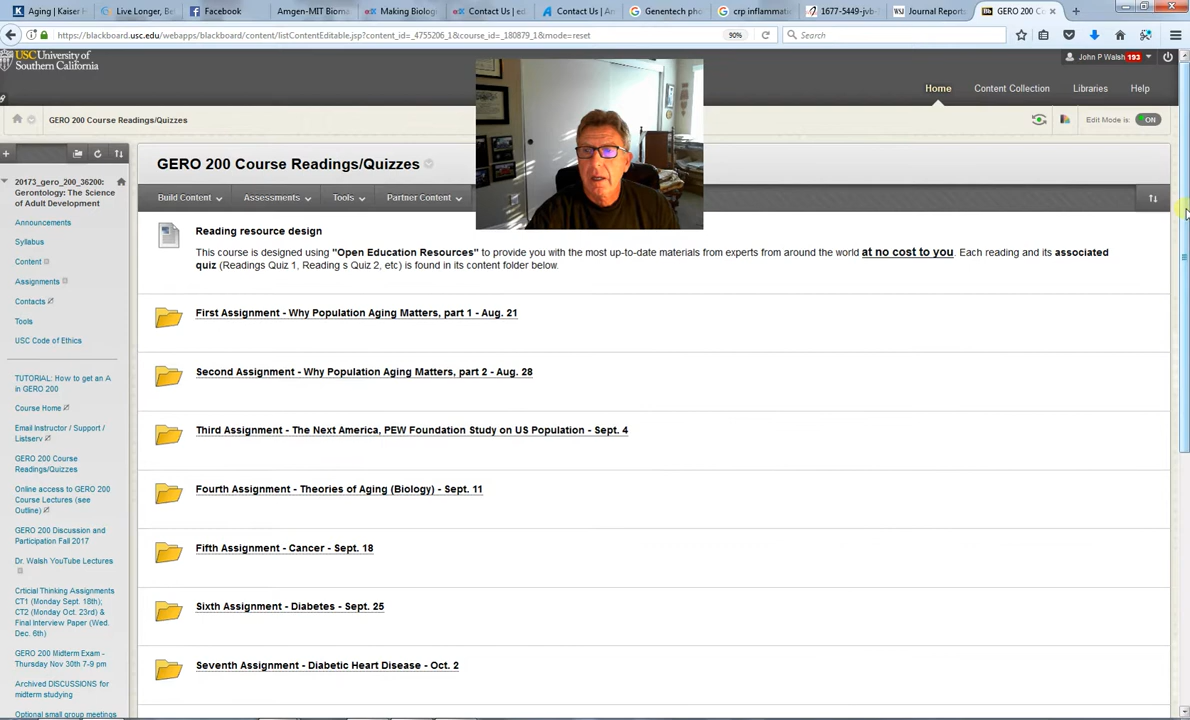 Aging | Kaiser H
Live Longer, Be
Facebook
Amgen-MIT Bioma
Making Biolog
Contact Us | ed
Contact Us | An
Genentech pho
crp inflammati
1677-5449-jvb-1
Journal Reports
GERO 200 Co
https://blackboard.usc.edu/webapps/blackboard/content/listContentEditable.jsp?content_id=_4755206_1&course_id=_180879_1&mode=reset
90%
Search
USC University of
Southern California
John P Walsh 193
Home
Content Collection
Libraries
Help
GERO 200 Course Readings/Quizzes
Edit Mode is: ON
GERO 200 Course Readings/Quizzes
Build Content
Assessments
Tools
Partner Content
20173_gero_200_36200:
Gerontology: The Science
of Adult Development
Announcements
Syllabus
Content
Assignments
Contacts
Tools
USC Code of Ethics
TUTORIAL: How to get an A
in GERO 200
Course Home
Email Instructor / Support /
Listserv
GERO 200 Course
Readings/Quizzes
Online access to GERO 200
Course Lectures (see
Outline)
GERO 200 Discussion and
Participation Fall 2017
Dr. Walsh YouTube Lectures
Crticial Thinking Assignments
CT1 (Monday Sept. 18th);
CT2 (Monday Oct. 23rd) &
Final Interview Paper (Wed.
Dec. 6th)
GERO 200 Midterm Exam -
Thursday Nov 30th 7-9 pm
Archived DISCUSSIONS for
midterm studying
Optional small group meetings
Reading resource design
This course is designed using "Open Education Resources" to provide you with the most up-to-date materials from experts from around the world at no cost to you. Each reading and its associated
quiz (Readings Quiz 1, Reading s Quiz 2, etc) is found in its content folder below.
First Assignment - Why Population Aging Matters, part 1 - Aug. 21
Second Assignment - Why Population Aging Matters, part 2 - Aug. 28
Third Assignment - The Next America, PEW Foundation Study on US Population - Sept. 4
Fourth Assignment - Theories of Aging (Biology) - Sept. 11
Fifth Assignment - Cancer - Sept. 18
Sixth Assignment - Diabetes - Sept. 25
Seventh Assignment - Diabetic Heart Disease - Oct. 2